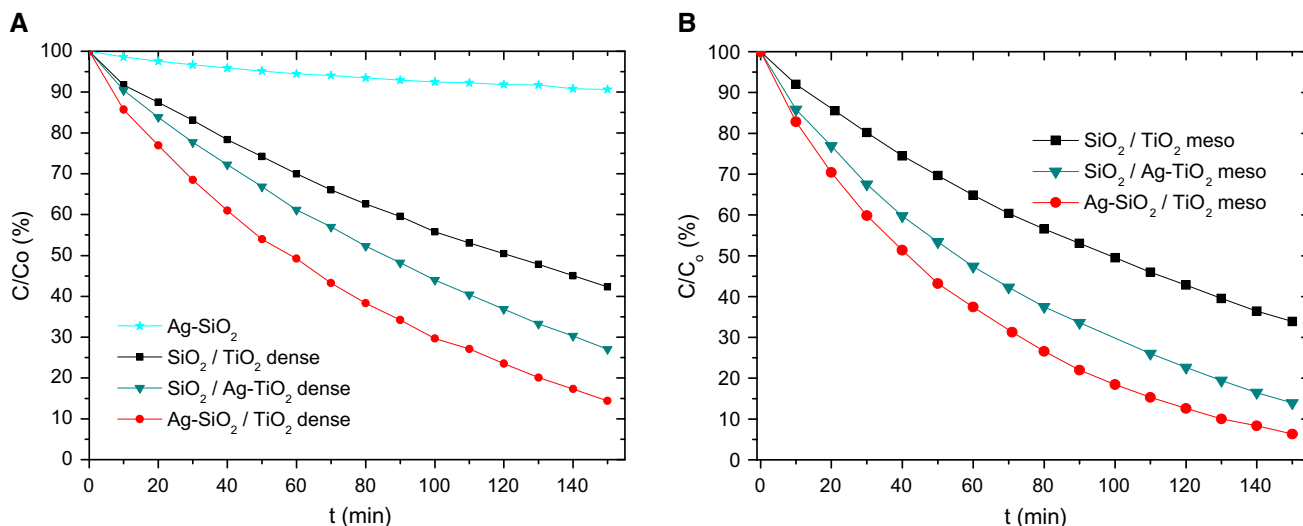 A
100
90
80
70
60
50
40
30
20
10
0
C/Co (%)
Ag-SiO₂
SiO₂ / TiO₂ dense
SiO₂ / Ag-TiO₂ dense
Ag-SiO₂ / TiO₂ dense
0 20 40 60 80 100 120 140
t (min)
B
100
90
80
70
60
50
40
30
20
10
0
C/Cₒ (%)
SiO₂ / TiO₂ meso
SiO₂ / Ag-TiO₂ meso
Ag-SiO₂ / TiO₂ meso
0 20 40 60 80 100 120 140
t (min)